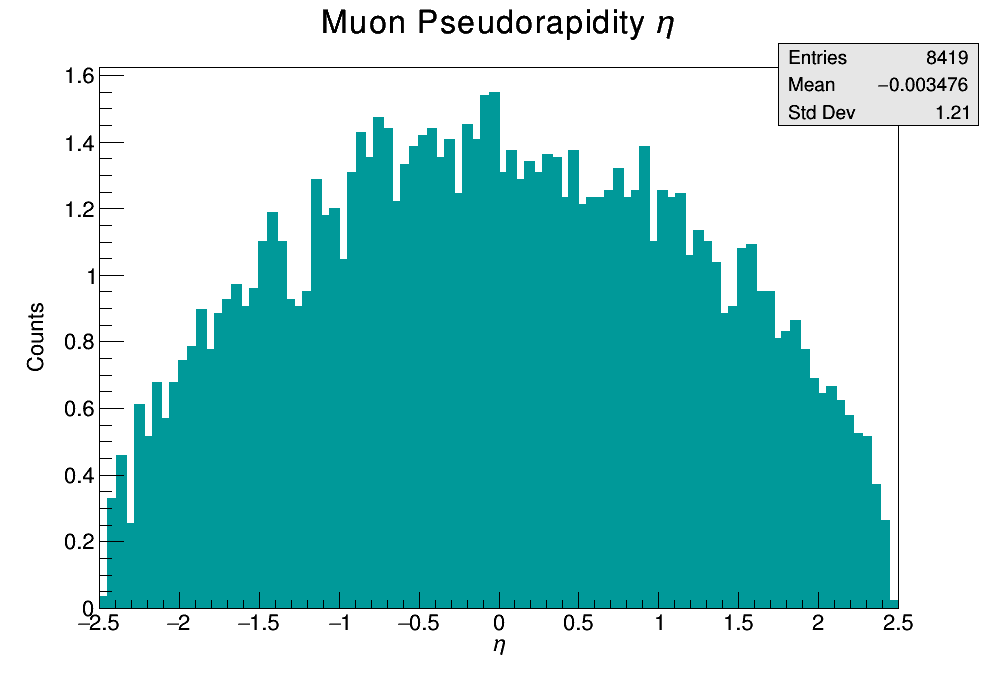 Muon Pseudorapidity η
Entries 8419
Mean −0.003476
Std Dev 1.21
1.6
1.4
1.2
1
0.8
0.6
0.4
0.2
0
Counts
−2.5 −2 −1.5 −1 −0.5 0 0.5 1 1.5 2 2.5
η